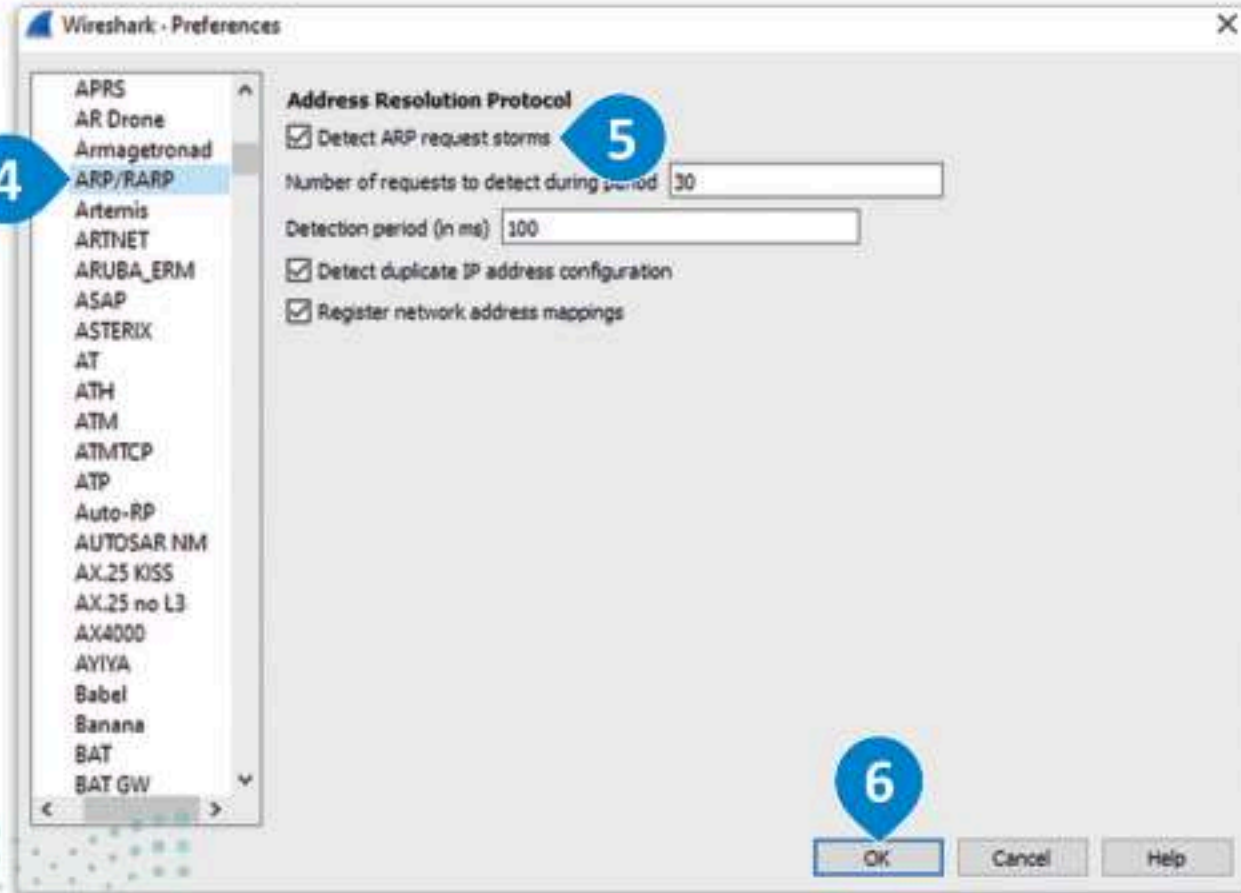 Wireshark - Preferences
APRS
AR Drone
Armagetronad
ARP/RARP
Artemis
ARTNET
ARUBA_ERM
ASAP
ASTERIX
AT
ATH
ATM
ATMTCP
ATP
Auto-RP
AUTOSAR NM
AX.25 KISS
AX.25 no L3
AX4000
AYIYA
Babel
Banana
BAT
BAT GW
4
Address Resolution Protocol
Detect ARP request storms
5
Number of requests to detect during period 30
Detection period (in ms) 100
Detect duplicate IP address configuration
Register network address mappings
6
OK Cancel Help